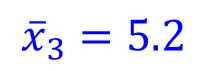 x̄₃ = 5.2